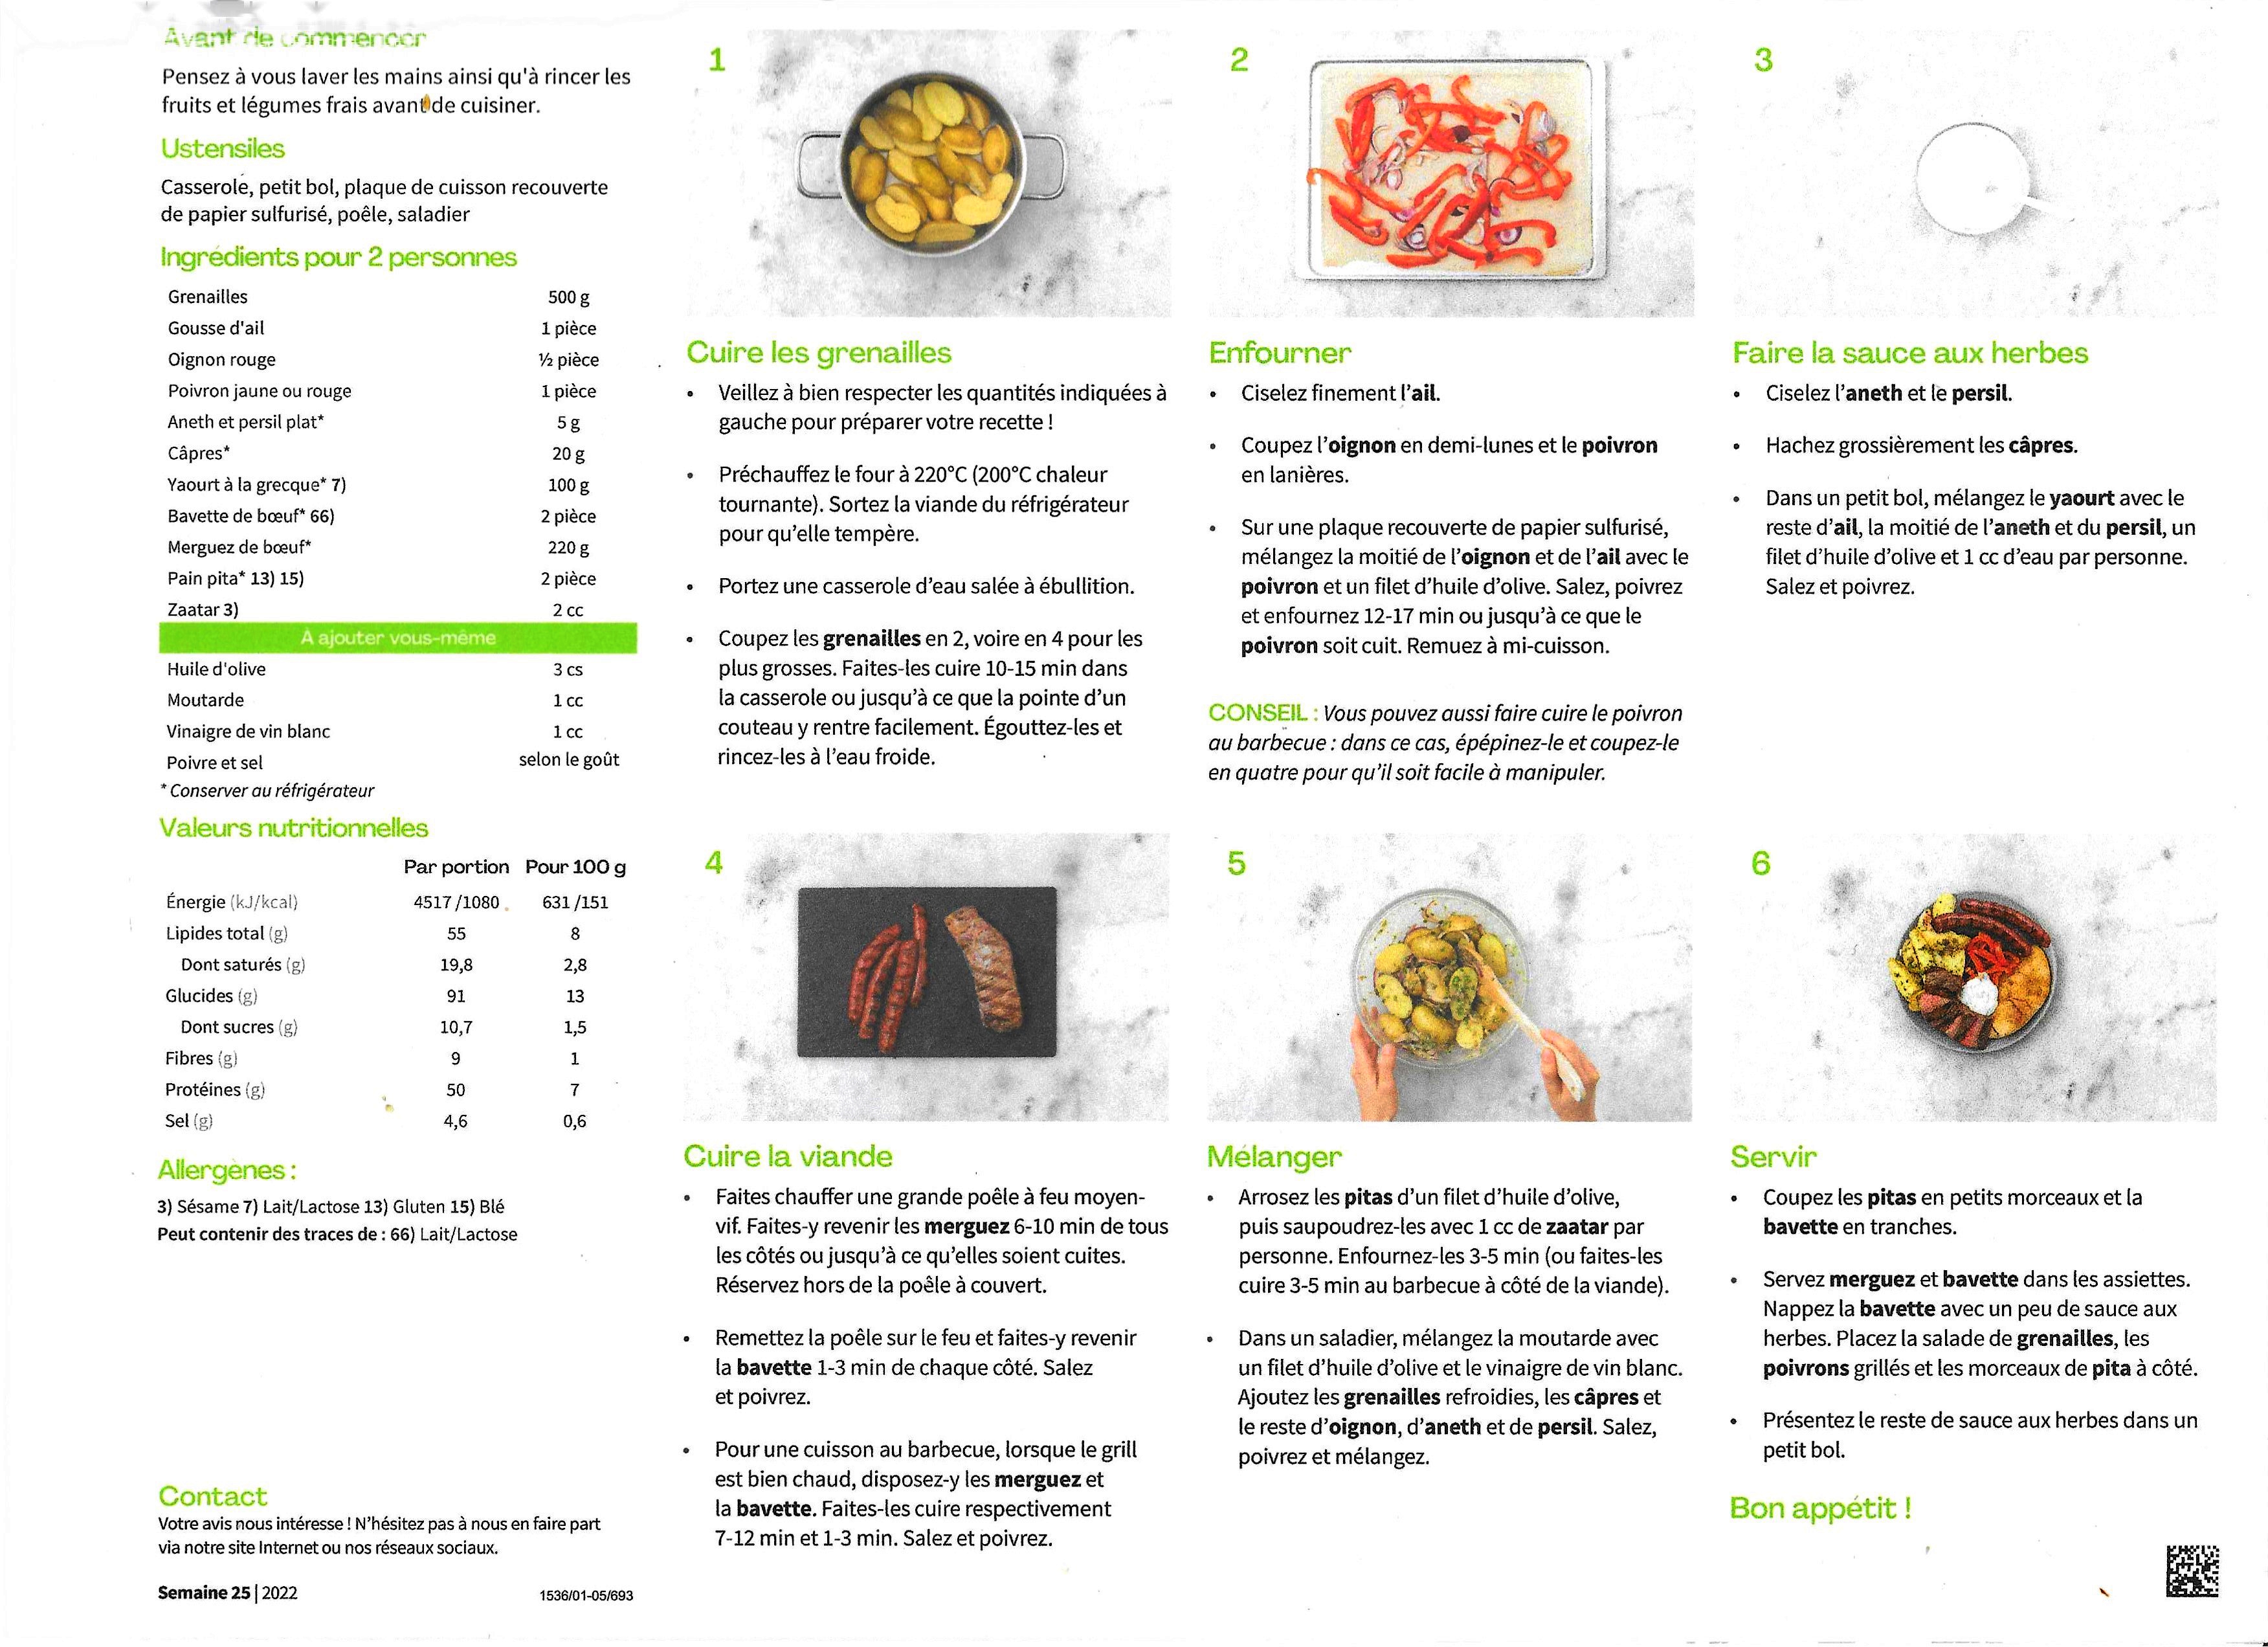 Avant de commencer
Pensez à vous laver les mains ainsi qu'à rincer les
fruits et légumes frais avant de cuisiner.
Ustensiles
Casserole, petit bol, plaque de cuisson recouverte
de papier sulfurisé, poêle, saladier
Ingrédients pour 2 personnes
Grenailles 500 g
Gousse d'ail 1 pièce
Oignon rouge ½ pièce
Poivron jaune ou rouge 1 pièce
Aneth et persil plat* 5 g
Câpres* 20 g
Yaourt à la grecque* 7) 100 g
Bavette de bœuf* 66) 2 pièce
Merguez de bœuf* 220 g
Pain pita* 13) 15) 2 pièce
Zaatar 3) 2 cc
À ajouter vous-même
Huile d'olive 3 cs
Moutarde 1 cc
Vinaigre de vin blanc 1 cc
Poivre et sel selon le goût
* Conserver au réfrigérateur
Valeurs nutritionnelles
Par portion Pour 100 g
Énergie (kJ/kcal) 4517 /1080 631 /151
Lipides total (g) 55 8
Dont saturés (g) 19,8 2,8
Glucides (g) 91 13
Dont sucres (g) 10,7 1,5
Fibres (g) 9 1
Protéines (g) 50 7
Sel (g) 4,6 0,6
Allergènes :
3) Sésame 7) Lait/Lactose 13) Gluten 15) Blé
Peut contenir des traces de : 66) Lait/Lactose
Contact
Votre avis nous intéresse ! N'hésitez pas à nous en faire part
via notre site Internet ou nos réseaux sociaux.
Semaine 25 | 2022 1536/01-05/693
1
Cuire les grenailles
• Veillez à bien respecter les quantités indiquées à
gauche pour préparer votre recette !
• Préchauffez le four à 220°C (200°C chaleur
tournante). Sortez la viande du réfrigérateur
pour qu'elle tempère.
• Portez une casserole d'eau salée à ébullition.
• Coupez les grenailles en 2, voire en 4 pour les
plus grosses. Faites-les cuire 10-15 min dans
la casserole ou jusqu'à ce que la pointe d'un
couteau y rentre facilement. Égouttez-les et
rincez-les à l'eau froide.
2
Enfourner
• Ciselez finement l'ail.
• Coupez l'oignon en demi-lunes et le poivron
en lanières.
• Sur une plaque recouverte de papier sulfurisé,
mélangez la moitié de l'oignon et de l'ail avec le
poivron et un filet d'huile d'olive. Salez, poivrez
et enfournez 12-17 min ou jusqu'à ce que le
poivron soit cuit. Remuez à mi-cuisson.
CONSEIL : Vous pouvez aussi faire cuire le poivron
au barbecue : dans ce cas, épépinez-le et coupez-le
en quatre pour qu'il soit facile à manipuler.
3
Faire la sauce aux herbes
• Ciselez l'aneth et le persil.
• Hachez grossièrement les câpres.
• Dans un petit bol, mélangez le yaourt avec le
reste d'ail, la moitié de l'aneth et du persil, un
filet d'huile d'olive et 1 cc d'eau par personne.
Salez et poivrez.
4
Cuire la viande
• Faites chauffer une grande poêle à feu moyen-
vif. Faites-y revenir les merguez 6-10 min de tous
les côtés ou jusqu'à ce qu'elles soient cuites.
Réservez hors de la poêle à couvert.
• Remettez la poêle sur le feu et faites-y revenir
la bavette 1-3 min de chaque côté. Salez
et poivrez.
• Pour une cuisson au barbecue, lorsque le grill
est bien chaud, disposez-y les merguez et
la bavette. Faites-les cuire respectivement
7-12 min et 1-3 min. Salez et poivrez.
5
Mélanger
• Arrosez les pitas d'un filet d'huile d'olive,
puis saupoudrez-les avec 1 cc de zaatar par
personne. Enfournez-les 3-5 min (ou faites-les
cuire 3-5 min au barbecue à côté de la viande).
• Dans un saladier, mélangez la moutarde avec
un filet d'huile d'olive et le vinaigre de vin blanc.
Ajoutez les grenailles refroidies, les câpres et
le reste d'oignon, d'aneth et de persil. Salez,
poivrez et mélangez.
6
Servir
• Coupez les pitas en petits morceaux et la
bavette en tranches.
• Servez merguez et bavette dans les assiettes.
Nappez la bavette avec un peu de sauce aux
herbes. Placez la salade de grenailles, les
poivrons grillés et les morceaux de pita à côté.
• Présentez le reste de sauce aux herbes dans un
petit bol.
Bon appétit !